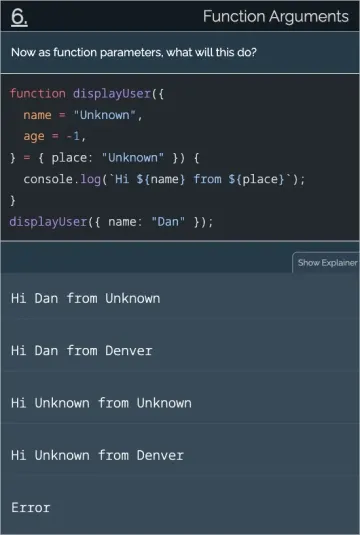 6.
Function Arguments
Now as function parameters, what will this do?
function displayUser({
  name = "Unknown",
  age = -1,
} = { place: "Unknown" }) {
  console.log(`Hi ${name} from ${place}`);
}
displayUser({ name: "Dan" });
Show Explainer
Hi Dan from Unknown
Hi Dan from Denver
Hi Unknown from Unknown
Hi Unknown from Denver
Error